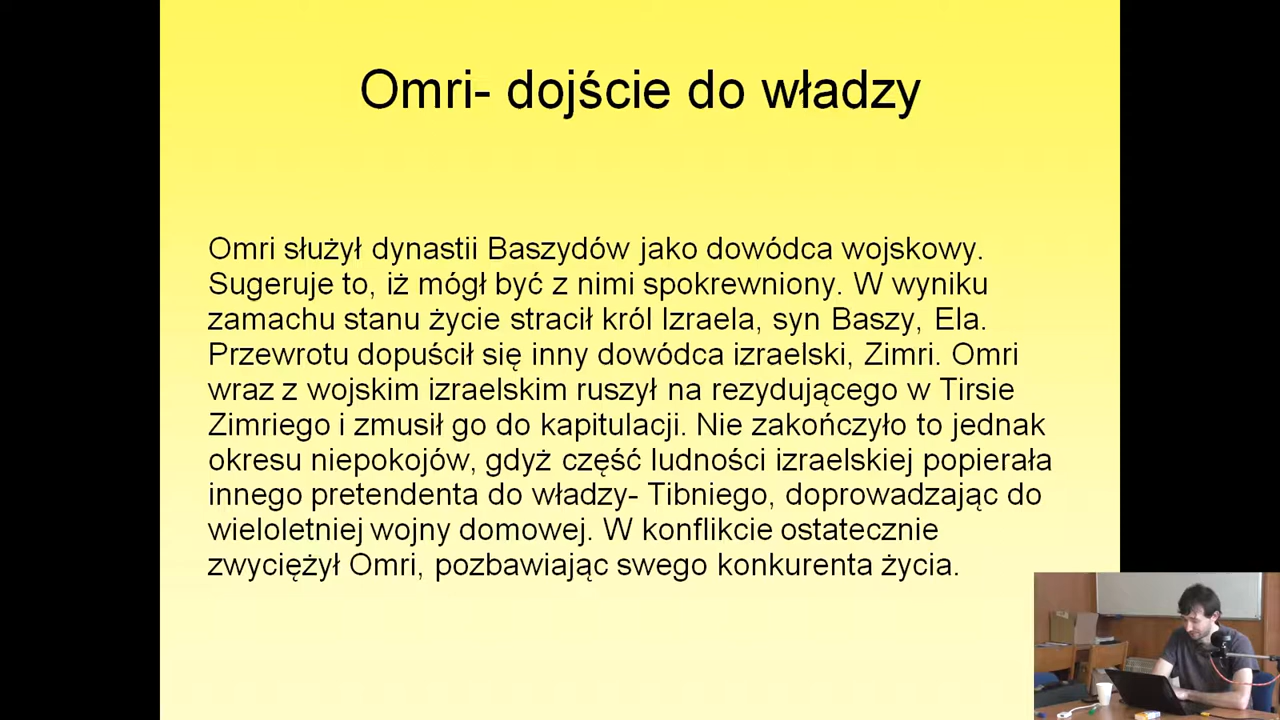 Omri- dojście do władzy
Omri służył dynastii Baszydów jako dowódca wojskowy.
Sugeruje to, iż mógł być z nimi spokrewniony. W wyniku
zamachu stanu życie stracił król Izraela, syn Baszy, Ela.
Przewrotu dopuścił się inny dowódca izraelski, Zimri. Omri
wraz z wojskim izraelskim ruszył na rezydującego w Tirsie
Zimriego i zmusił go do kapitulacji. Nie zakończyło to jednak
okresu niepokojów, gdyż część ludności izraelskiej popierała
innego pretendenta do władzy- Tibniego, doprowadzając do
wieloletniej wojny domowej. W konflikcie ostatecznie
zwyciężył Omri, pozbawiając swego konkurenta życia.